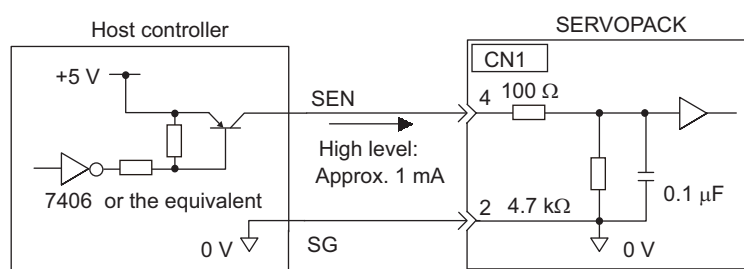 Host controller
SERVOPACK
+5 V
CN1
SEN
4
100 Ω
High level:
Approx. 1 mA
7406 or the equivalent
2
4.7 kΩ
0.1 μF
0 V
SG
0 V